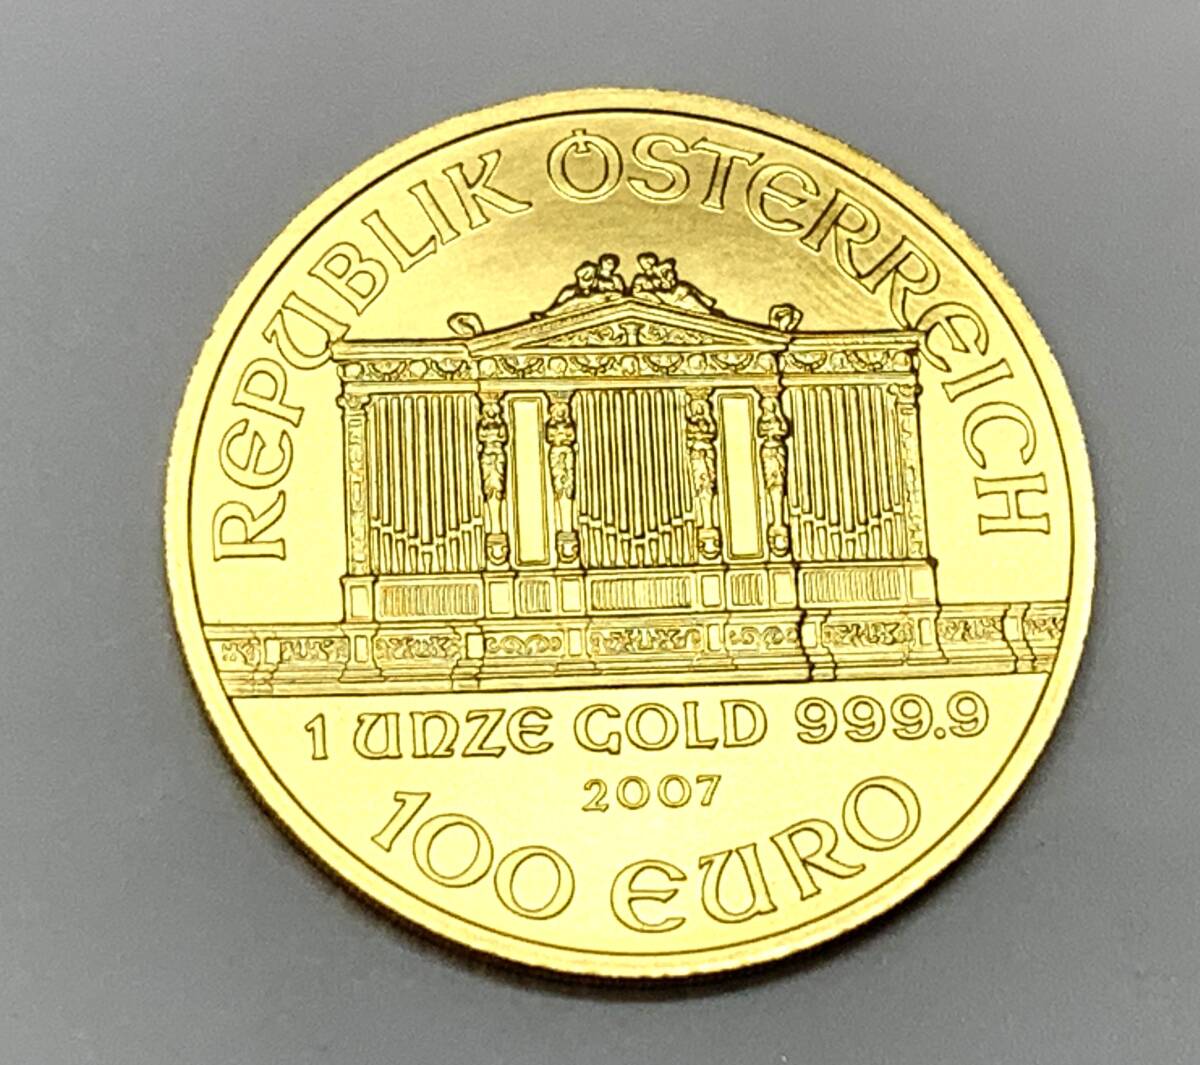 REPUBLIK ÖSTERREICH
1 UNZE GOLD 999.9
2007
100 EURO